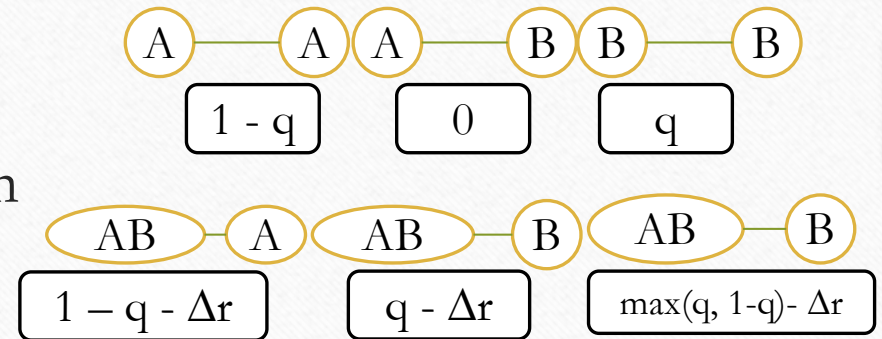 A A A B B B
1 - q 0 q
n
AB A AB B AB B
1 – q - Δr q - Δr max(q, 1-q)- Δr